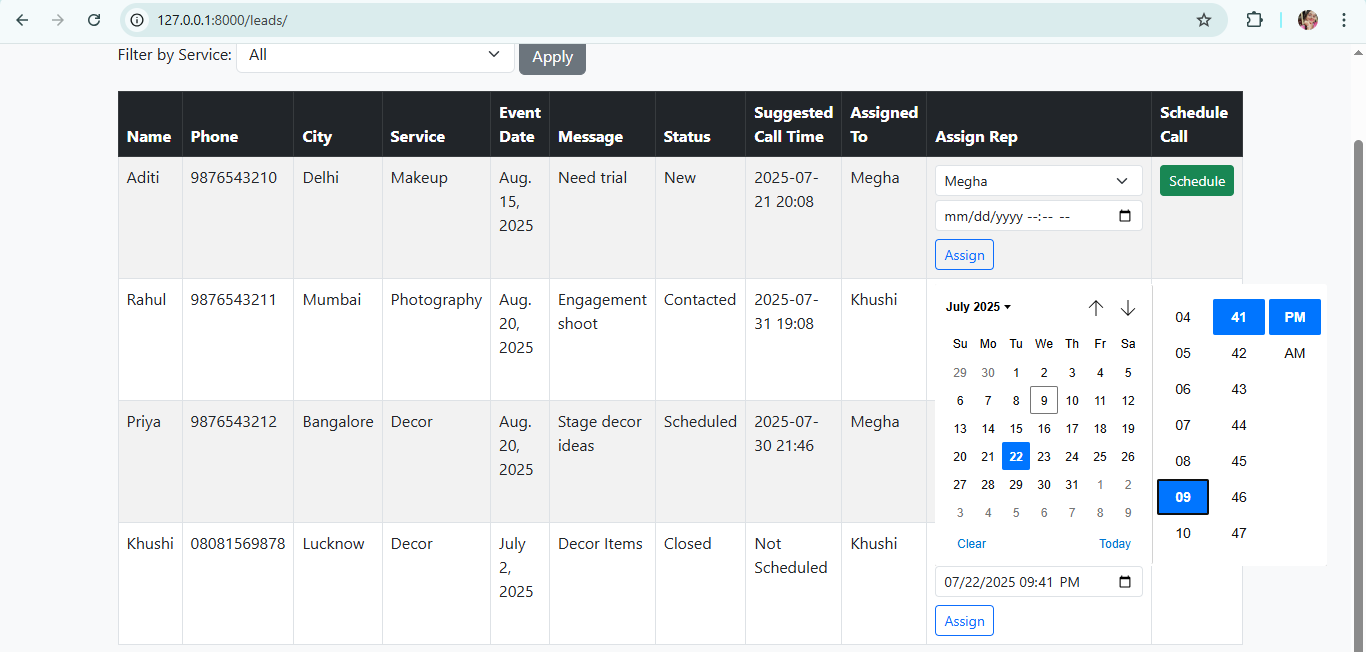 127.0.0.1:8000/leads/
Filter by Service: All Apply
Name Phone City Service Event Date Message Status Suggested Call Time Assigned To Assign Rep Schedule Call
Aditi 9876543210 Delhi Makeup Aug. 15, 2025 Need trial New 2025-07-21 20:08 Megha Megha Schedule
mm/dd/yyyy --:-- --
Assign
Rahul 9876543211 Mumbai Photography Aug. 20, 2025 Engagement shoot Contacted 2025-07-31 19:08 Khushi
Priya 9876543212 Bangalore Decor Aug. 20, 2025 Stage decor ideas Scheduled 2025-07-30 21:46 Megha
Khushi 08081569878 Lucknow Decor July 2, 2025 Decor Items Closed Not Scheduled Khushi
July 2025
Su Mo Tu We Th Fr Sa
29 30 1 2 3 4 5
6 7 8 9 10 11 12
13 14 15 16 17 18 19
20 21 22 23 24 25 26
27 28 29 30 31 1 2
3 4 5 6 7 8 9
Clear Today
04 41 PM
05 42 AM
06 43
07 44
08 45
09 46
10 47
07/22/2025 09:41 PM
Assign